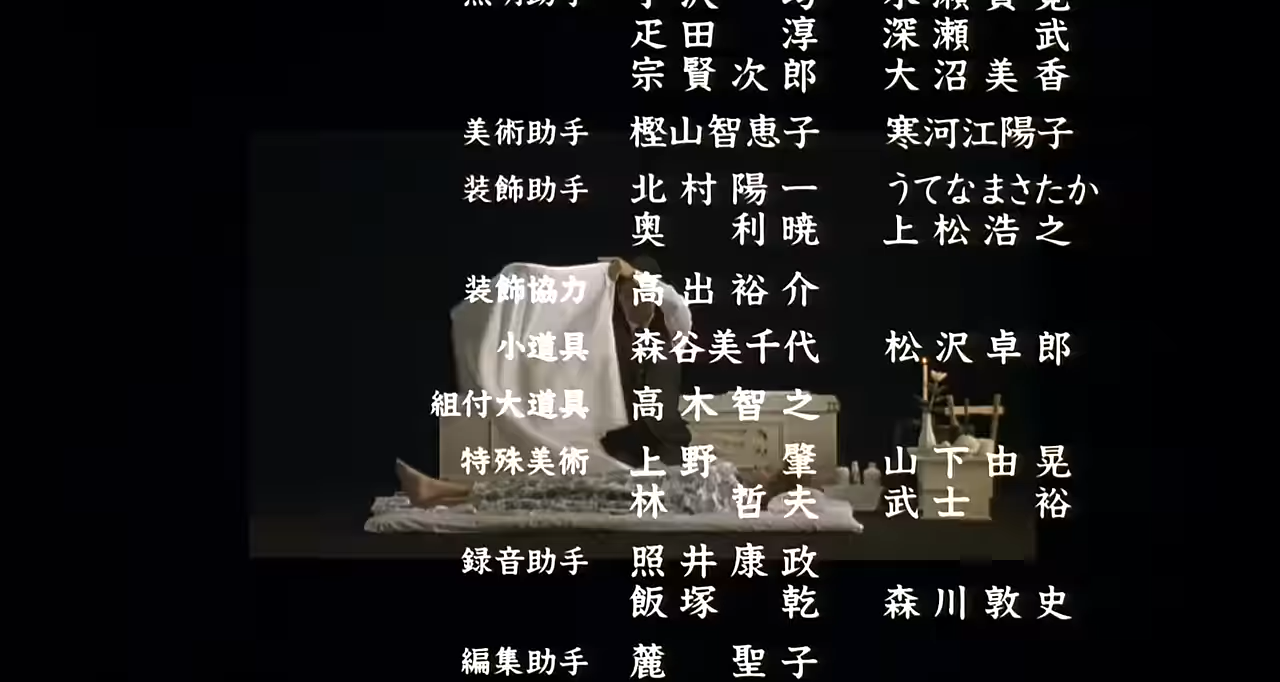 疋田 淳 深瀬 武
宗賢次郎 大沼美香
美術助手 樫山智恵子 寒河江陽子
装飾助手 北村陽一 うてなまさたか
奥 利暁 上松浩之
装飾協力 高出裕介
小道具 森谷美千代 松沢卓郎
組付大道具 高木智之
特殊美術 上野 肇 山下由晃
林 哲夫 武士 裕
録音助手 照井康政
飯塚 乾 森川敦史
編集助手 麓 聖子